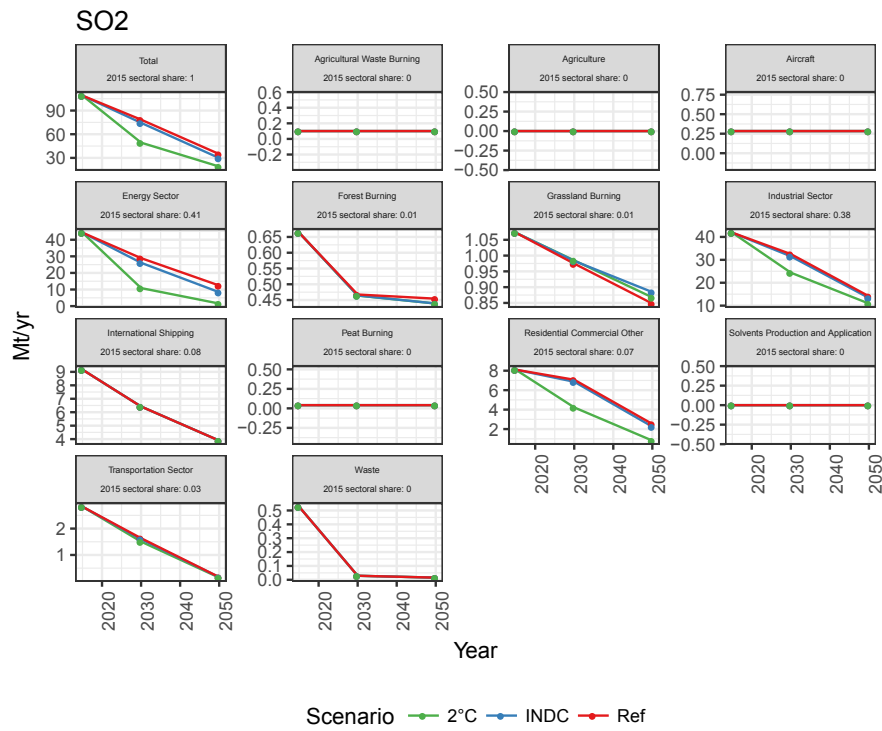 SO2
Total
2015 sectoral share: 1
Agricultural Waste Burning
2015 sectoral share: 0
Agriculture
2015 sectoral share: 0
Aircraft
2015 sectoral share: 0
90
60
30
0.6
0.4
0.2
0.0
−0.2
0.50
0.25
0.00
−0.25
−0.50
0.75
0.50
0.25
0.00
Energy Sector
2015 sectoral share: 0.41
Forest Burning
2015 sectoral share: 0.01
Grassland Burning
2015 sectoral share: 0.01
Industrial Sector
2015 sectoral share: 0.38
40
30
20
10
0
0.65
0.60
0.55
0.50
0.45
1.05
1.00
0.95
0.90
0.85
40
30
20
10
Mt/yr
International Shipping
2015 sectoral share: 0.08
Peat Burning
2015 sectoral share: 0
Residential Commercial Other
2015 sectoral share: 0.07
Solvents Production and Application
2015 sectoral share: 0
9
8
7
6
5
4
0.50
0.25
0.00
−0.25
8
6
4
2
0.50
0.25
0.00
−0.25
−0.50
2020 2030 2040 2050
2020 2030 2040 2050
Transportation Sector
2015 sectoral share: 0.03
Waste
2015 sectoral share: 0
2
1
0.5
0.4
0.3
0.2
0.1
0.0
2020 2030 2040 2050
2020 2030 2040 2050
Year
Scenario 2°C INDC Ref